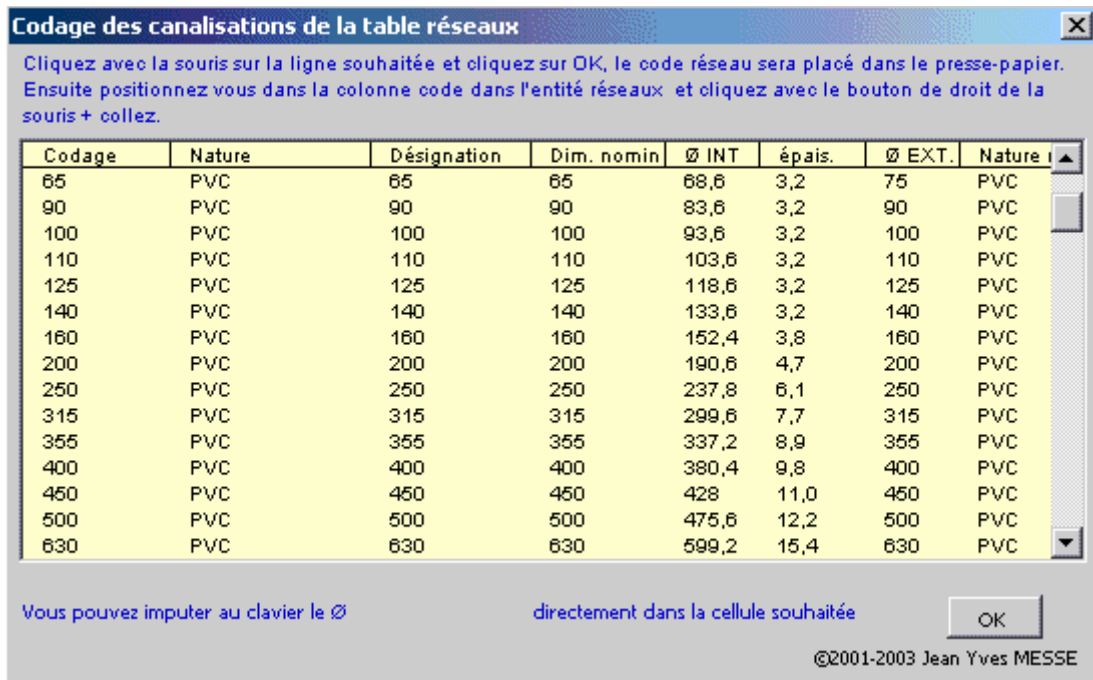 Codage des canalisations de la table réseaux
Cliquez avec la souris sur la ligne souhaitée et cliquez sur OK, le code réseau sera placé dans le presse-papier.
Ensuite positionnez vous dans la colonne code dans l'entité réseaux et cliquez avec le bouton de droit de la
souris + collez.
Codage Nature Désignation Dim. nomin Ø INT épais. Ø EXT. Nature
65 PVC 65 65 68,6 3,2 75 PVC
90 PVC 90 90 83,6 3,2 90 PVC
100 PVC 100 100 93,6 3,2 100 PVC
110 PVC 110 110 103,6 3,2 110 PVC
125 PVC 125 125 118,6 3,2 125 PVC
140 PVC 140 140 133,6 3,2 140 PVC
160 PVC 160 160 152,4 3,8 160 PVC
200 PVC 200 200 190,6 4,7 200 PVC
250 PVC 250 250 237,8 6,1 250 PVC
315 PVC 315 315 299,6 7,7 315 PVC
355 PVC 355 355 337,2 8,9 355 PVC
400 PVC 400 400 380,4 9,8 400 PVC
450 PVC 450 450 428 11,0 450 PVC
500 PVC 500 500 475,6 12,2 500 PVC
630 PVC 630 630 599,2 15,4 630 PVC
Vous pouvez imputer au clavier le Ø directement dans la cellule souhaitée
OK
©2001-2003 Jean Yves MESSE